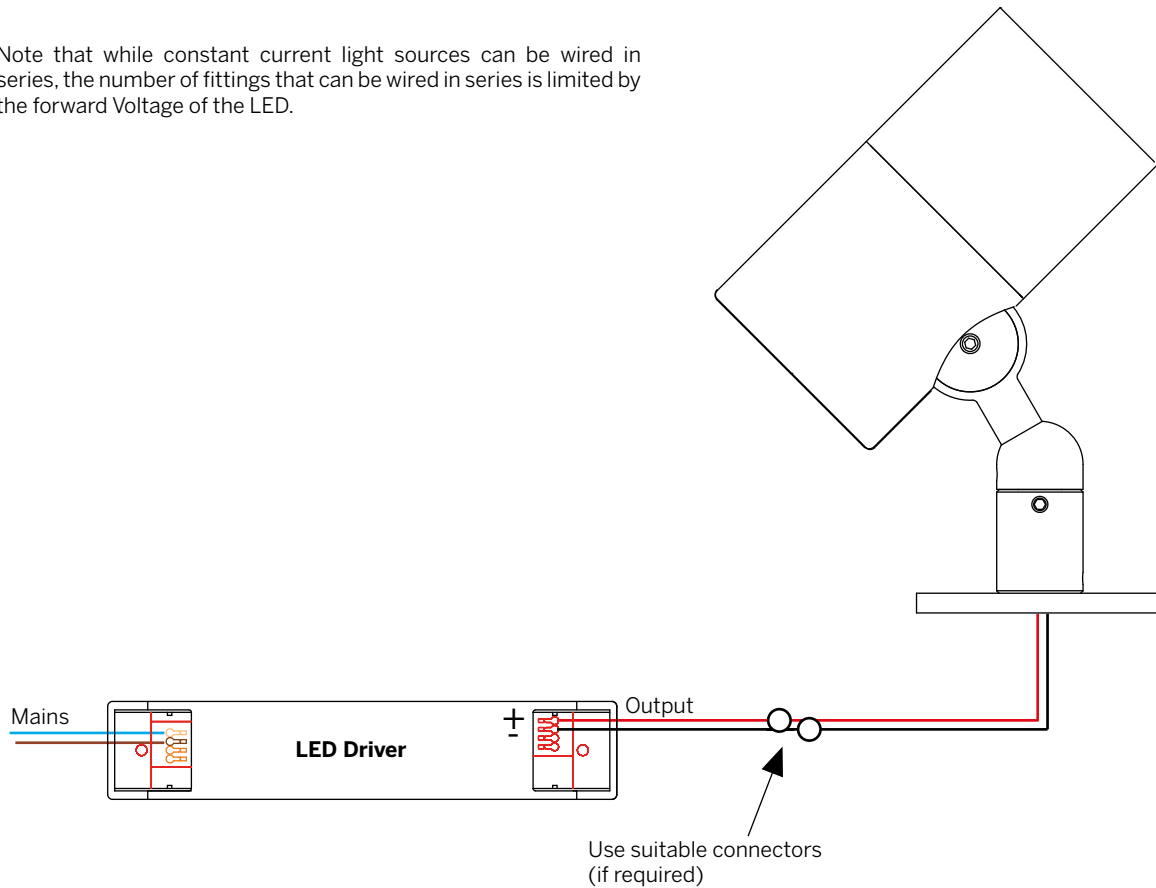 Note that while constant current light sources can be wired in
series, the number of fittings that can be wired in series is limited by
the forward Voltage of the LED.
Mains
+
-
Output
LED Driver
Use suitable connectors
(if required)